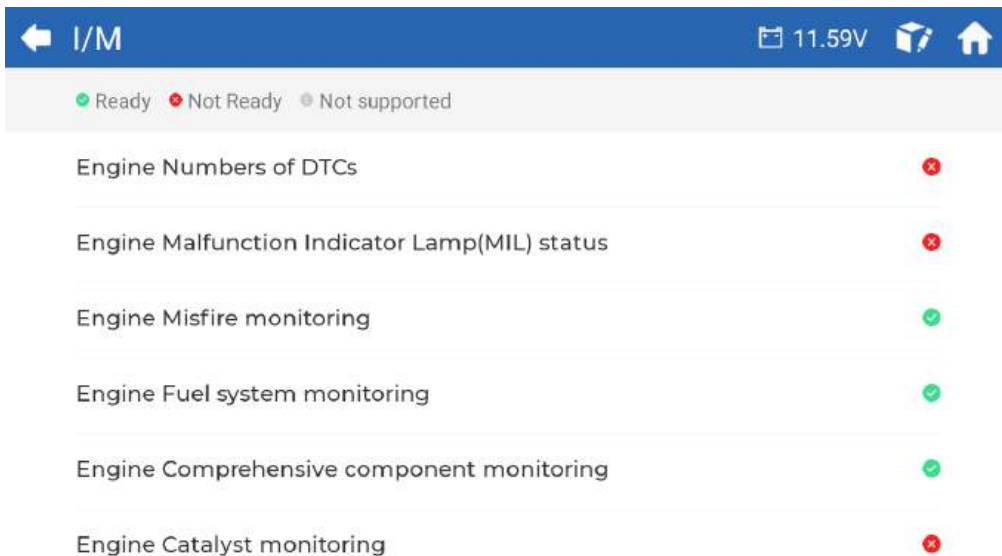 I/M 11.59V
Ready Not Ready Not supported
Engine Numbers of DTCs
Engine Malfunction Indicator Lamp(MIL) status
Engine Misfire monitoring
Engine Fuel system monitoring
Engine Comprehensive component monitoring
Engine Catalyst monitoring